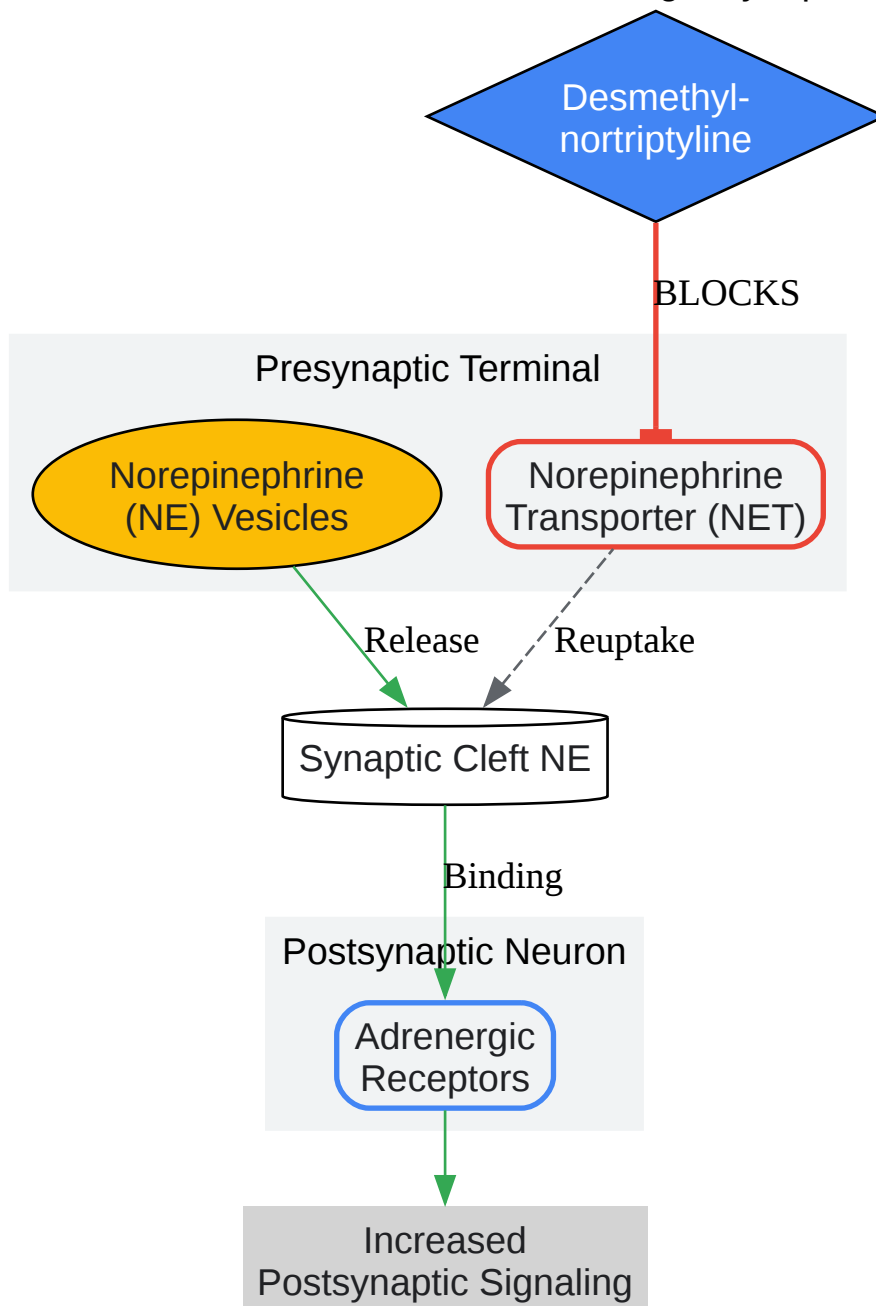 Desmethyl-
nortriptyline
BLOCKS
Presynaptic Terminal
Norepinephrine
(NE) Vesicles
Norepinephrine
Transporter (NET)
Release
Reuptake
Synaptic Cleft NE
Binding
Postsynaptic Neuron
Adrenergic
Receptors
Increased
Postsynaptic Signaling